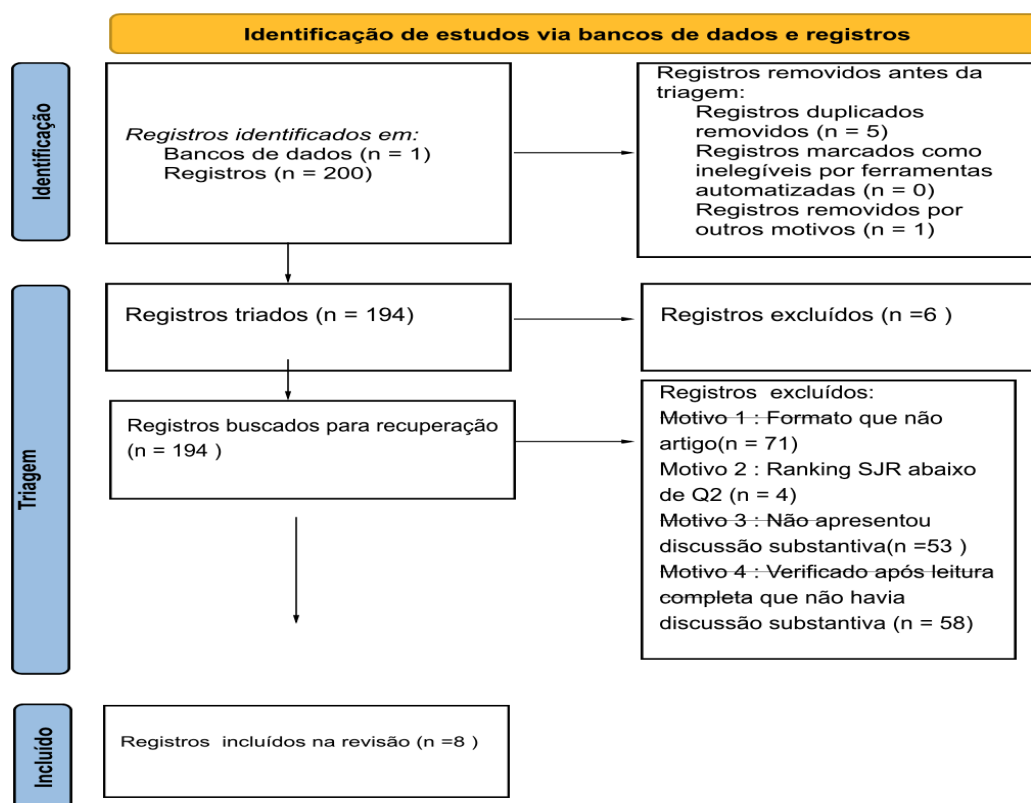 Identificação de estudos via bancos de dados e registros
Identificação
Registros identificados em:
Bancos de dados (n = 1)
Registros (n = 200)
Registros removidos antes da
triagem:
Registros duplicados
removidos (n = 5)
Registros marcados como
inelegíveis por ferramentas
automatizadas (n = 0)
Registros removidos por
outros motivos (n = 1)
Triagem
Registros triados (n = 194)
Registros excluídos (n =6 )
Registros buscados para recuperação
(n = 194 )
Registros excluídos:
Motivo 1 : Formato que não
artigo(n = 71)
Motivo 2 : Ranking SJR abaixo
de Q2 (n = 4)
Motivo 3 : Não apresentou
discussão substantiva(n =53 )
Motivo 4 : Verificado após leitura
completa que não havia
discussão substantiva (n = 58)
Incluído
Registros incluídos na revisão (n =8 )